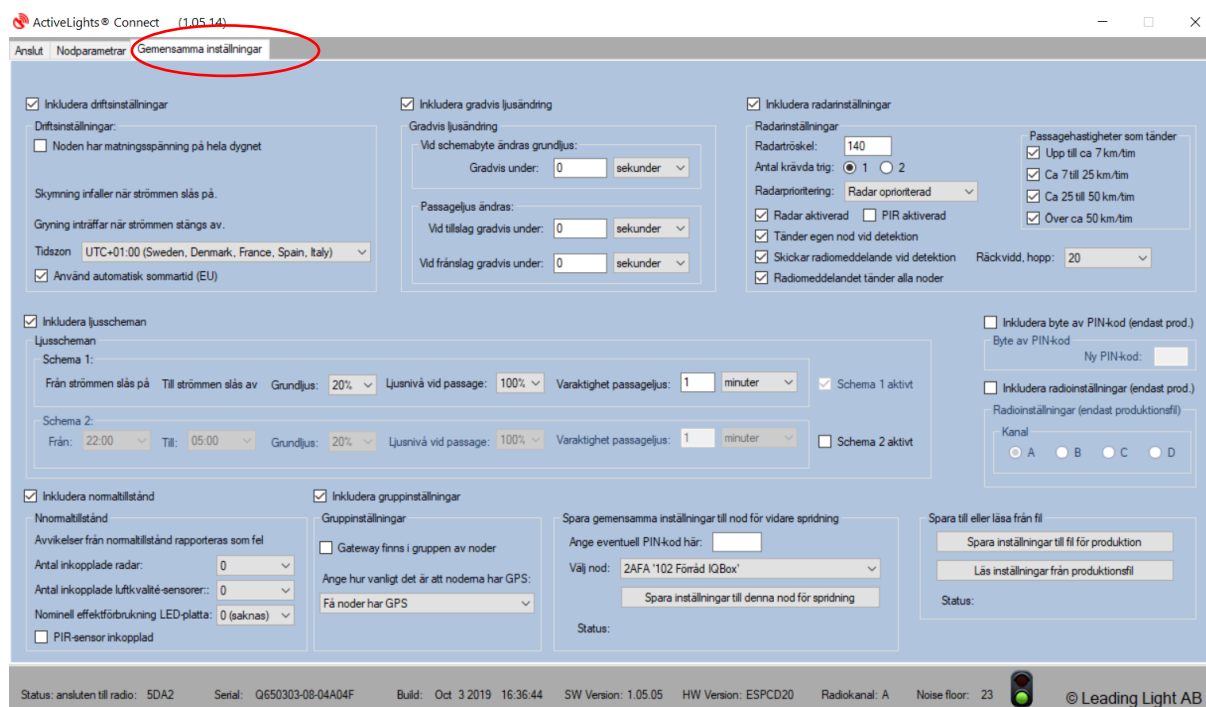 ActiveLights® Connect (1.05.14)
Anslut Nodparametrar Gemensamma inställningar
Inkludera driftsinställningar
Driftsinställningar:
Noden har matningsspänning på hela dygnet
Skymning infaller när strömmen slås på.
Gryning inträffar när strömmen stängs av.
Tidszon UTC+01:00 (Sweden, Denmark, France, Spain, Italy)
Använd automatisk sommartid (EU)
Inkludera gradvis ljusändring
Gradvis ljusändring
Vid schemabyte ändras grundljus:
Gradvis under: 0 sekunder
Passageljus ändras:
Vid tillslag gradvis under: 0 sekunder
Vid frånslag gradvis under: 0 sekunder
Inkludera radarinställningar
Radarinställningar
Radartröskel: 140
Antal krävda trig: 1 2
Radarprioritering: Radar oprioriterad
Radar aktiverad PIR aktiverad
Tänder egen nod vid detektion
Skickar radiomeddelande vid detektion Räckvidd, hopp: 20
Radiomeddelandet tänder alla noder
Passagehastigheter som tänder
Upp till ca 7 km/tim
Ca 7 till 25 km/tim
Ca 25 till 50 km/tim
Över ca 50 km/tim
Inkludera ljusscheman
Ljusscheman
Schema 1:
Från strömmen slås på Till strömmen slås av Grundljus: 20% Ljusnivå vid passage: 100% Varaktighet passageljus: 1 minuter Schema 1 aktivt
Schema 2:
Från: 22:00 Till: 05:00 Grundljus: 20% Ljusnivå vid passage: 100% Varaktighet passageljus: 1 minuter Schema 2 aktivt
Inkludera byte av PIN-kod (endast prod.)
Byte av PIN-kod
Ny PIN-kod:
Inkludera radioinställningar (endast prod.)
Radioinställningar (endast produktionsfil)
Kanal
A B C D
Inkludera normaltillstånd
Nnormaltillstånd
Avvikelser från normaltillstånd rapporteras som fel
Antal inkopplade radar: 0
Antal inkopplade luftkvalité-sensorer:: 0
Nominell effektförbrukning LED-platta: 0 (saknas)
PIR-sensor inkopplad
Inkludera gruppinställningar
Gruppinställningar
Gateway finns i gruppen av noder
Ange hur vanligt det är att noderna har GPS:
Få noder har GPS
Spara gemensamma inställningar till nod för vidare spridning
Ange eventuell PIN-kod här:
Välj nod: 2AFA '102 Förråd IQBox'
Spara inställningar till denna nod för spridning
Status:
Spara till eller läsa från fil
Spara inställningar till fil för produktion
Läs inställningar från produktionsfil
Status:
Status: ansluten till radio: 5DA2 Serial: Q650303-08-04A04F Build: Oct 3 2019 16:36:44 SW Version: 1.05.05 HW Version: ESPCD20 Radiokanal: A Noise floor: 23 © Leading Light AB